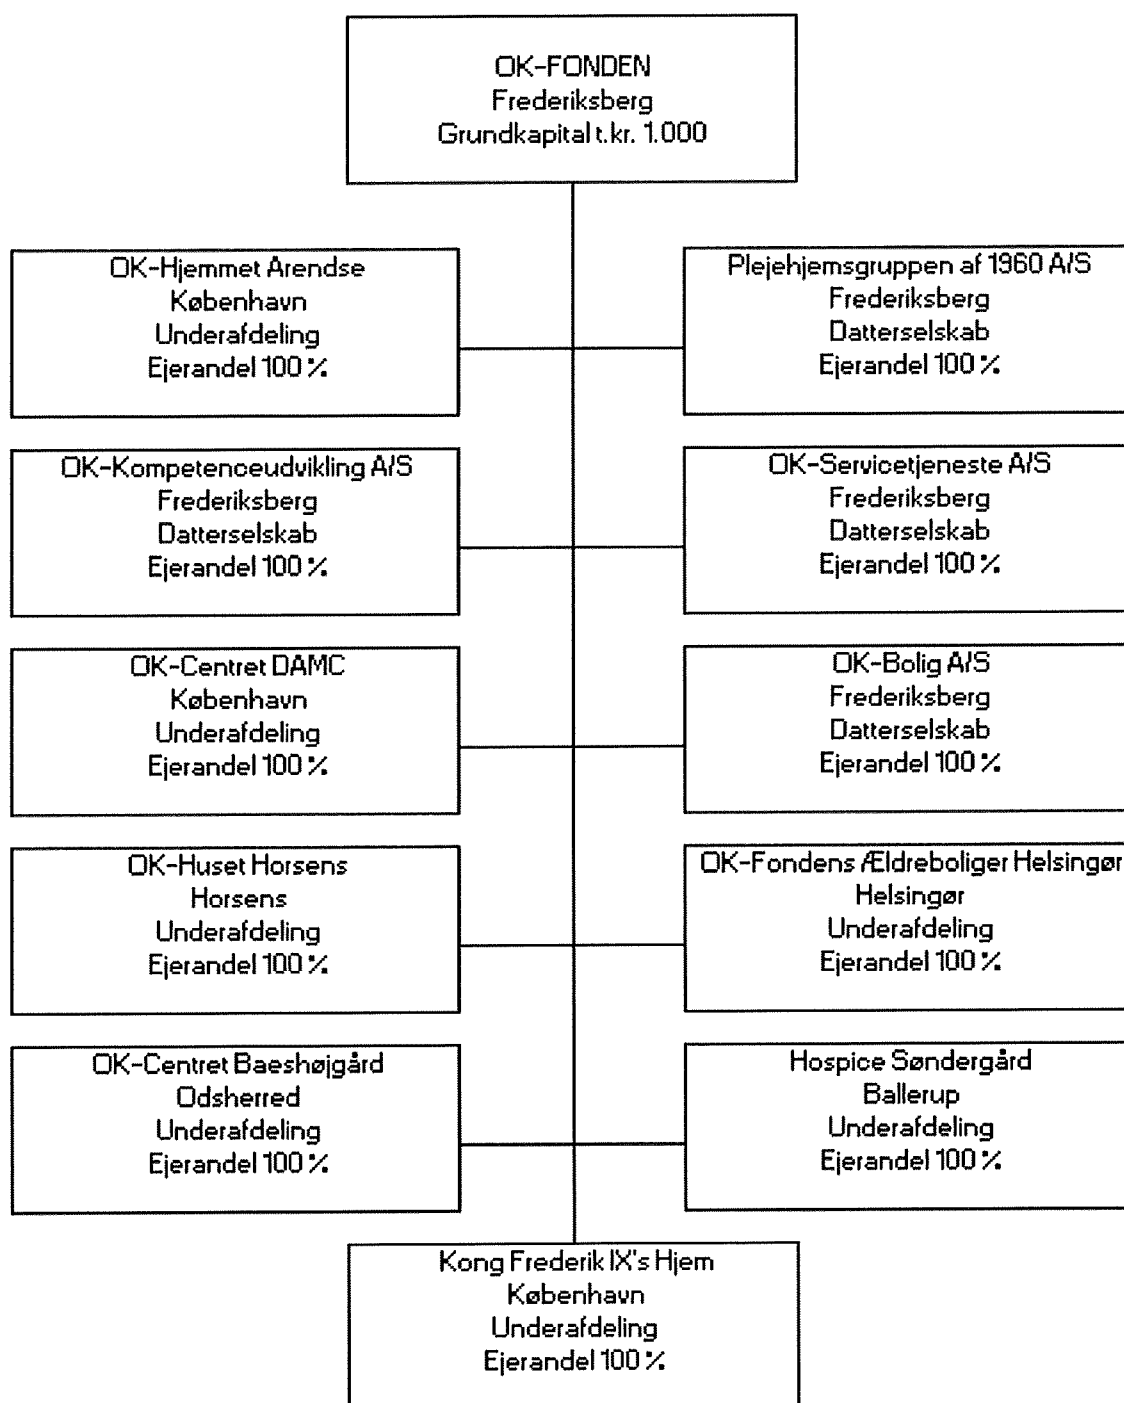 OK-FONDEN
Frederiksberg
Grundkapital t.kr. 1.000
OK-Hjemmet Arendse
København
Underafdeling
Ejerandel 100 %
Plejehjemsgruppen af 1960 A/S
Frederiksberg
Datterselskab
Ejerandel 100 %
OK-Kompetenceudvikling A/S
Frederiksberg
Datterselskab
Ejerandel 100 %
OK-Servicetjeneste A/S
Frederiksberg
Datterselskab
Ejerandel 100 %
OK-Centret DAMC
København
Underafdeling
Ejerandel 100 %
OK-Bolig A/S
Frederiksberg
Datterselskab
Ejerandel 100 %
OK-Huset Horsens
Horsens
Underafdeling
Ejerandel 100 %
OK-Fondens Ældreboliger Helsingør
Helsingør
Underafdeling
Ejerandel 100 %
OK-Centret Baeshøjgård
Odsherred
Underafdeling
Ejerandel 100 %
Hospice Søndergård
Ballerup
Underafdeling
Ejerandel 100 %
Kong Frederik IX's Hjem
København
Underafdeling
Ejerandel 100 %